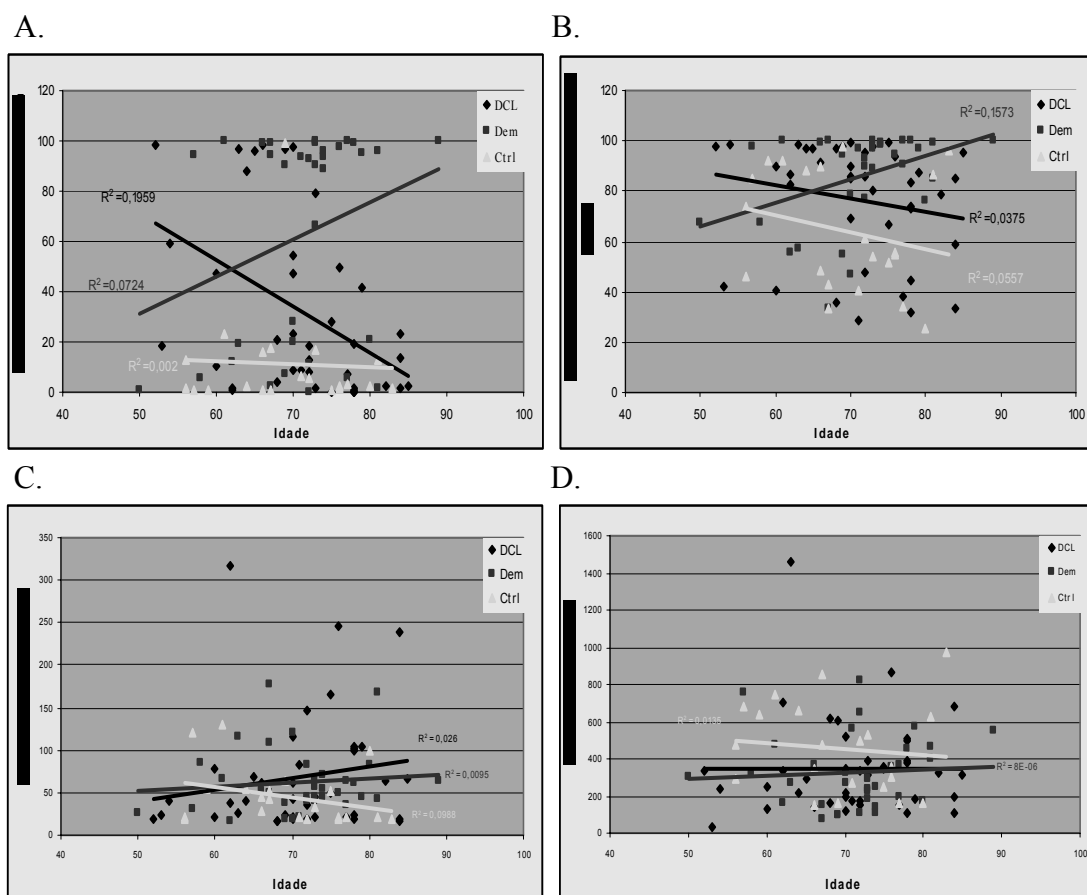 A.
B.
120
100
80
60
40
20
0
40 50 60 70 80 90 100
Idade
DCL
Dem
Ctrl
R²=0,1959
R²=0,0724
R²=0,002
120
100
80
60
40
20
0
40 50 60 70 80 90 100
Idade
DCL
Dem
Ctrl
R²=0,1573
R²=0,0375
R²=0,0557
C.
D.
350
300
250
200
150
100
50
0
40 50 60 70 80 90 100
Idade
DCL
Dem
Ctrl
R²=0,026
R²=0,0095
R²=0,0988
1600
1400
1200
1000
800
600
400
200
0
40 50 60 70 80 90 100
Idade
DCL
Dem
Ctrl
R²=0,0135
R²=8E-06